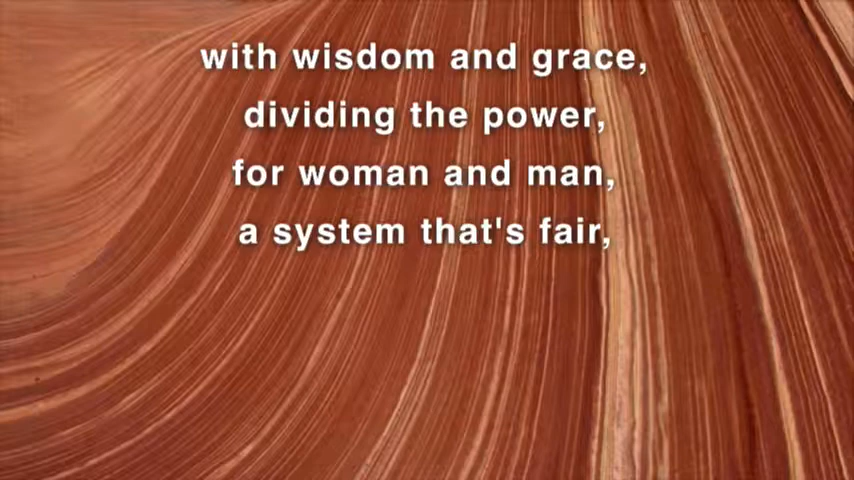 with wisdom and grace,
dividing the power,
for woman and man,
a system that's fair,